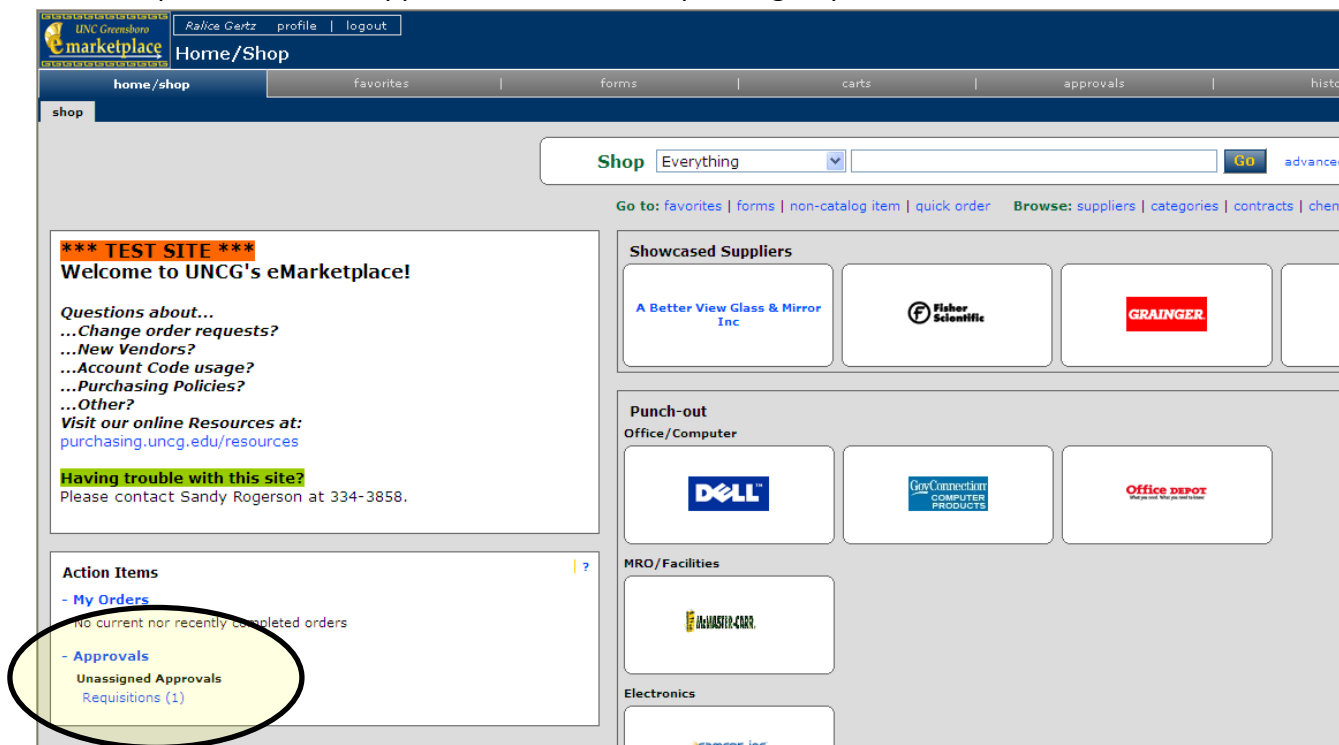 UNC Greensboro
emarketplace
Ralice Gertz profile | logout
Home/Shop
home/shop favorites | forms | carts | approvals |
shop
Shop Everything Go
Go to: favorites | forms | non-catalog item | quick order Browse: suppliers | categories | contracts |
*** TEST SITE ***
Welcome to UNCG's eMarketplace!
Questions about...
...Change order requests?
...New Vendors?
...Account Code usage?
...Purchasing Policies?
...Other?
Visit our online Resources at:
purchasing.uncg.edu/resources
Having trouble with this site?
Please contact Sandy Rogerson at 334-3858.
Action Items ?
- My Orders
No current nor recently completed orders
- Approvals
Unassigned Approvals
Requisitions (1)
Showcased Suppliers
A Better View Glass & Mirror
Inc
Fisher
Scientific
GRAINGER
Punch-out
Office/Computer
DELL
GovConnection
COMPUTER
PRODUCTS
Office DEPOT
MRO/Facilities
McMASTER-CARR.
Electronics